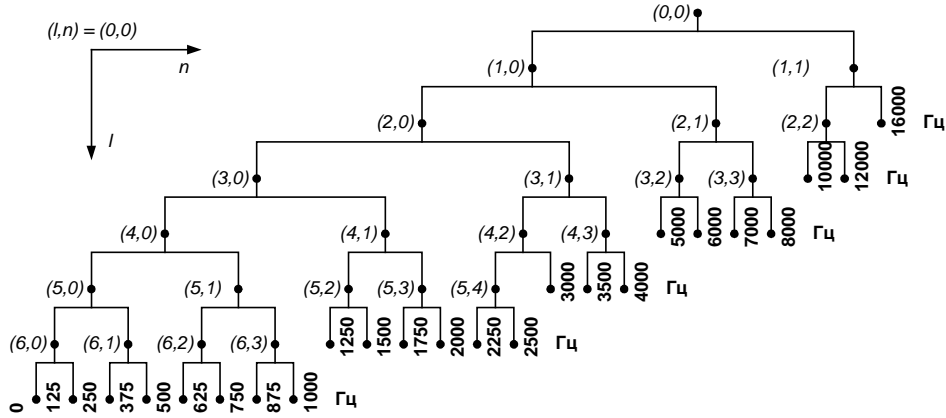 (0,0)
(l,n) = (0,0)
n
l
(1,0) (1,1)
(2,0) (2,1) (2,2) 16000 Гц
(3,0) (3,1) (3,2) (3,3) 10000 12000 Гц
(4,0) (4,1) (4,2) (4,3) 5000 6000 7000 8000 Гц
(5,0) (5,1) (5,2) (5,3) (5,4) 3000 3500 4000 Гц
(6,0) (6,1) (6,2) (6,3) 1250 1500 1750 2000 2250 2500 Гц
0 125 250 375 500 625 750 875 1000 Гц